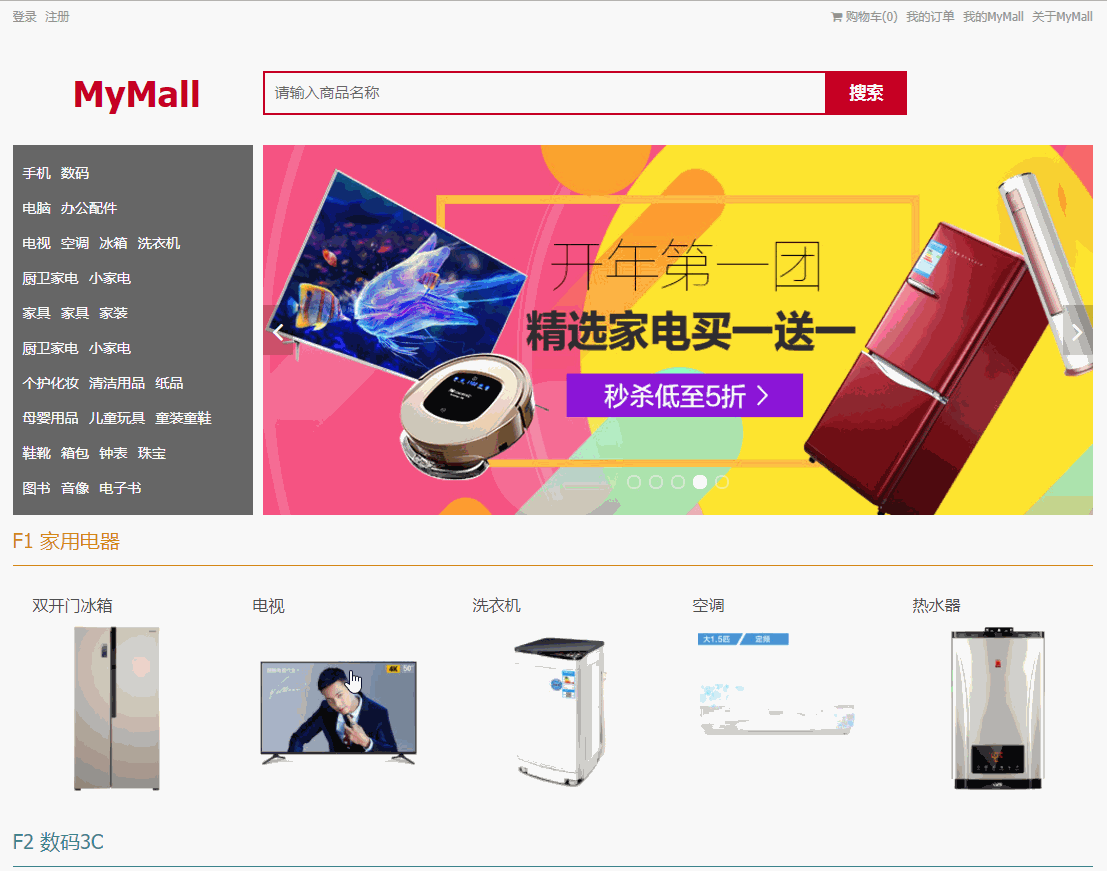 登录 注册
购物车(0) 我的订单 我的MyMall 关于MyMall
MyMall
请输入商品名称
搜索
手机 数码
电脑 办公配件
电视 空调 冰箱 洗衣机
厨卫家电 小家电
家具 家具 家装
厨卫家电 小家电
个护化妆 清洁用品 纸品
母婴用品 儿童玩具 童装童鞋
鞋靴 箱包 钟表 珠宝
图书 音像 电子书
开年第一团
精选家电买一送一
秒杀低至5折 >
F1 家用电器
双开门冰箱
电视
洗衣机
空调
热水器
大1.5匹 定频
4K 50"
F2 数码3C